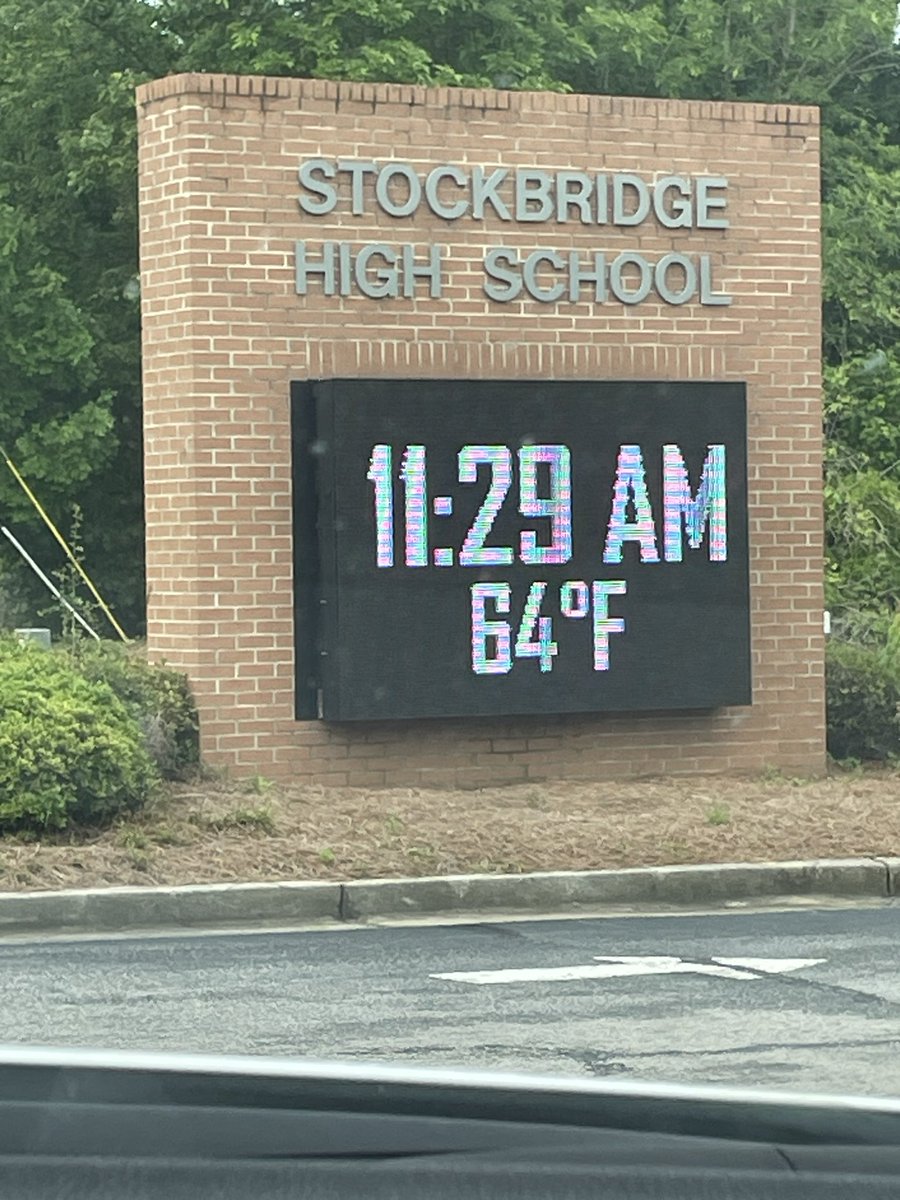 STOCKBRIDGE
HIGH SCHOOL
11:29 AM
64°F